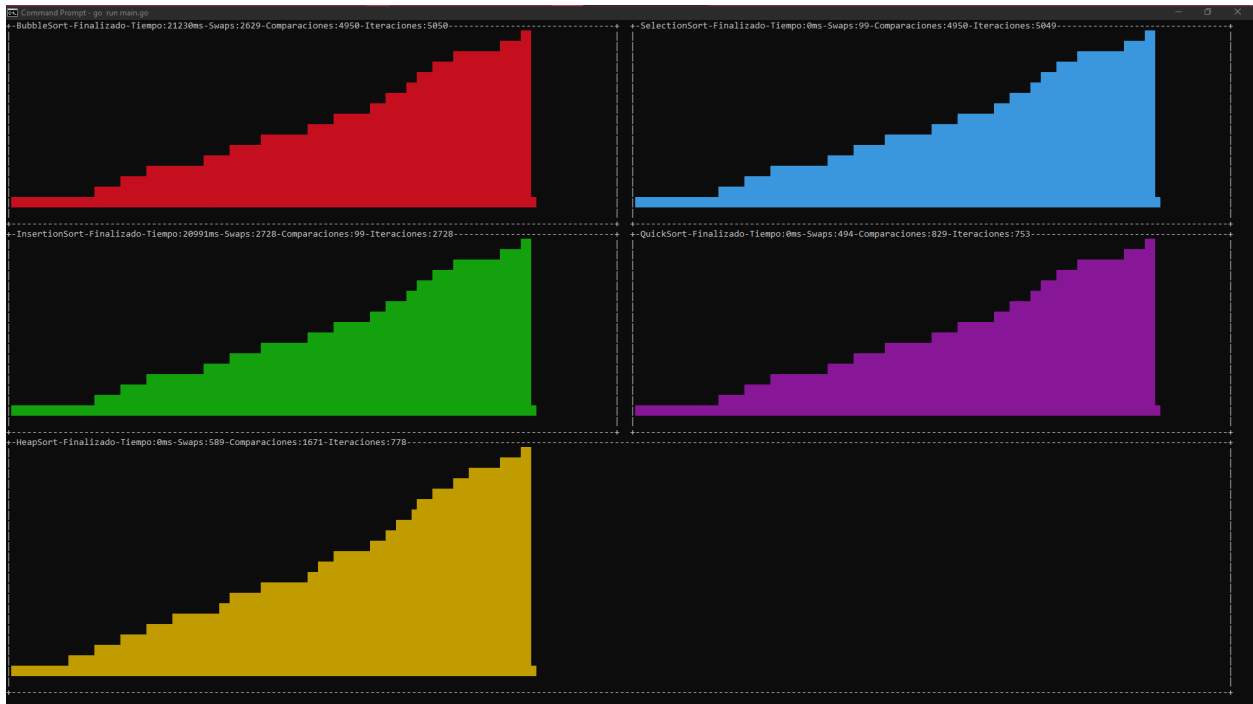 Command Prompt - go run main.go
BubbleSort-Finalizado-Tiempo:21230ms-Swaps:2629-Comparaciones:4950-Iteraciones:5050
SelectionSort-Finalizado-Tiempo:0ms-Swaps:99-Comparaciones:4950-Iteraciones:5049
InsertionSort-Finalizado-Tiempo:20991ms-Swaps:2728-Comparaciones:99-Iteraciones:2728
QuickSort-Finalizado-Tiempo:0ms-Swaps:494-Comparaciones:829-Iteraciones:753
HeapSort-Finalizado-Tiempo:0ms-Swaps:589-Comparaciones:1671-Iteraciones:778